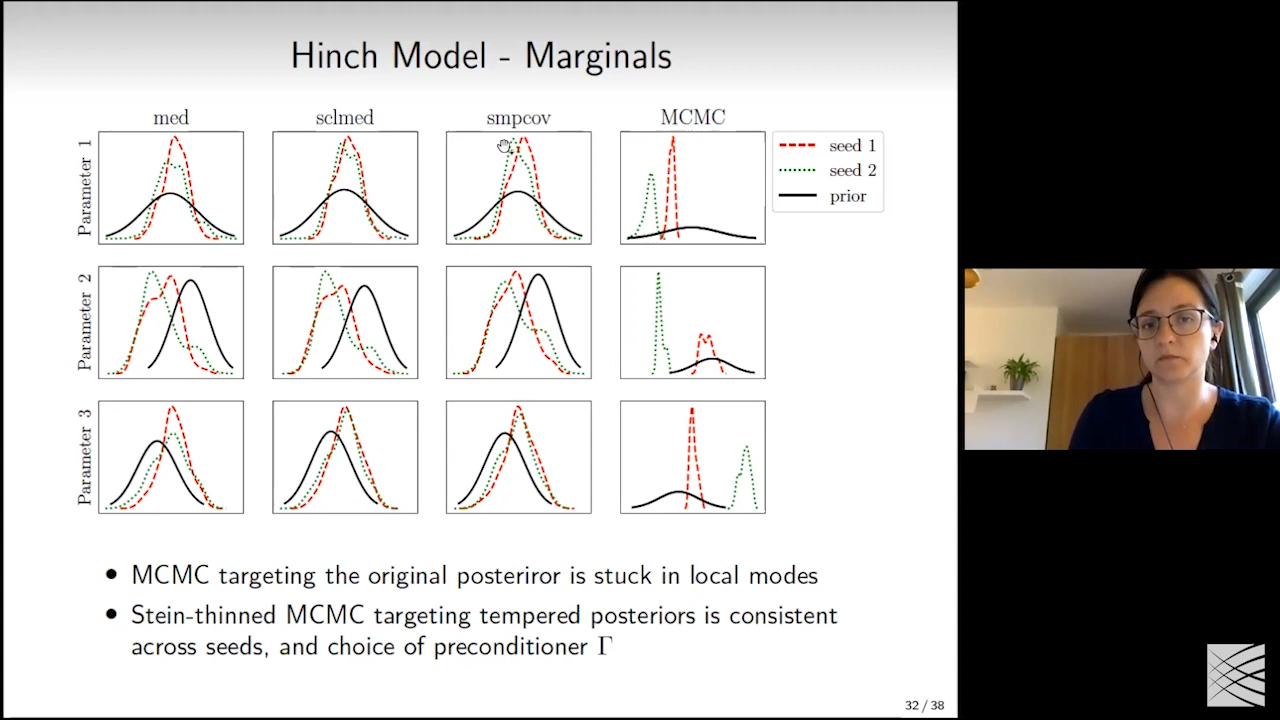 Hinch Model - Marginals
med
sclmed
smpcov
MCMC
Parameter 1
seed 1
seed 2
prior
Parameter 2
Parameter 3
• MCMC targeting the original posteriror is stuck in local modes
• Stein-thinned MCMC targeting tempered posteriors is consistent
across seeds, and choice of preconditioner Γ
32 / 38